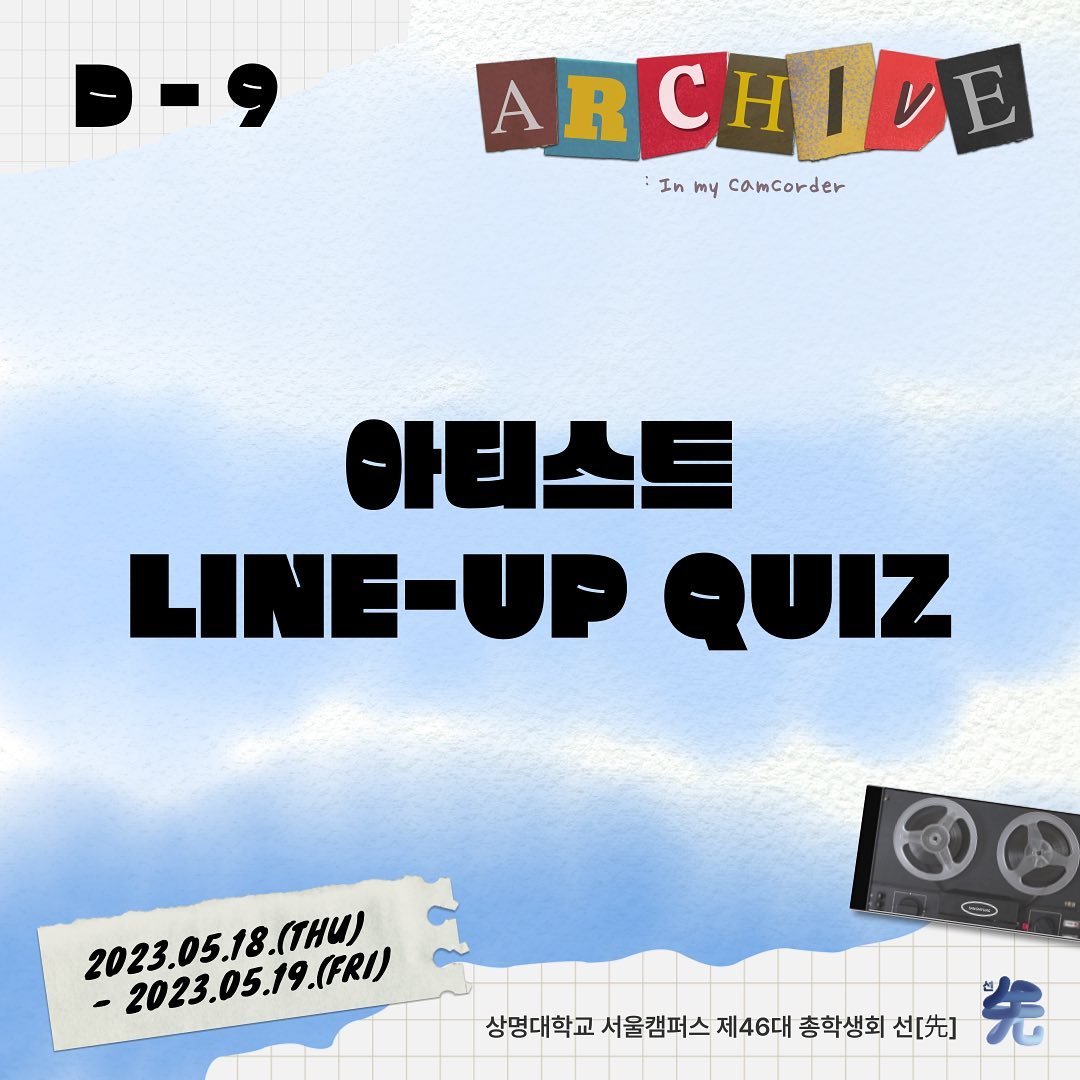 D - 9
ARCHIVE
: In my camcorder
아티스트
LINE-UP QUIZ
2023.05.18.(THU)
- 2023.05.19.(FRI)
상명대학교 서울캠퍼스 제46대 총학생회 선[先]
선 先